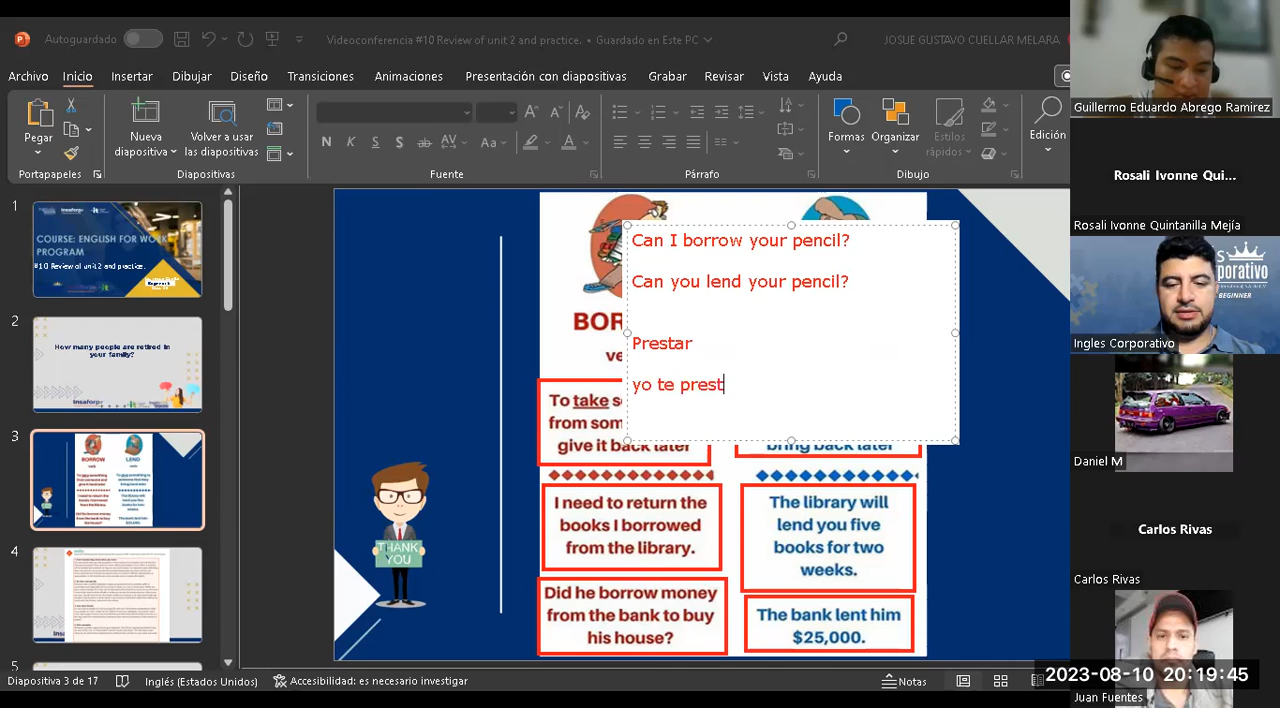 Autoguardado
Videoconferencia #10 Review of unit 2 and practice. • Guardado en Este PC
JOSUE GUSTAVO CUELLAR MELARA
Archivo Inicio Insertar Dibujar Diseño Transiciones Animaciones Presentación con diapositivas Grabar Revisar Vista Ayuda
Pegar
Nueva diapositiva
Volver a usar las diapositivas
Formas
Organizar
Estilos rápidos
Edición
Portapapeles
Diapositivas
Fuente
Párrafo
Dibujo
1
COURSE: ENGLISH FOR WORK
PROGRAM
#10 Review of unit 2 and practice.
2
How many people are retired in
your family?
3
BORROW
LEND
4
5
Can I borrow your pencil?
Can you lend your pencil?
Prestar
yo te prest
BOR
ve
To take s
from som
give it back later
bring back later
I need to return the
books I borrowed
from the library.
The library will
lend you five
books for two
weeks.
Did he borrow money
from the bank to buy
his house?
The bank lent him
$25,000.
THANK
YOU
Diapositiva 3 de 17
Inglés (Estados Unidos)
Accesibilidad: es necesario investigar
Notas
Guillermo Eduardo Abrego Ramirez
Rosali Ivonne Qui...
Rosali Ivonne Quintanilla Mejía
S
porativo
BEGINNER
Ingles Corporativo
Daniel M
Carlos Rivas
Carlos Rivas
2023-08-10 20:19:45
Juan Fuentes